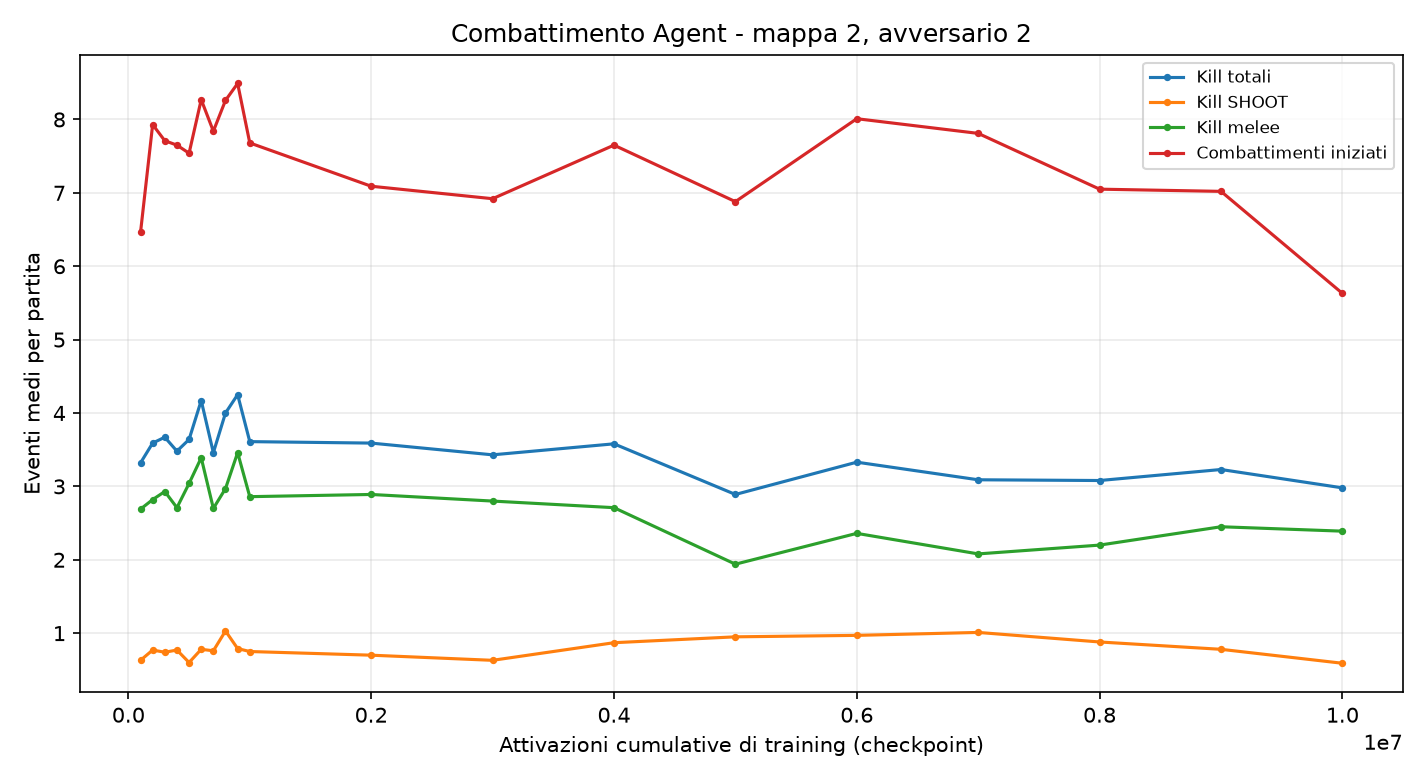 Combattimento Agent - mappa 2, avversario 2
Kill totali
Kill SHOOT
Kill melee
Combattimenti iniziati
Eventi medi per partita
8
7
6
5
4
3
2
1
0.0 0.2 0.4 0.6 0.8 1.0
1e7
Attivazioni cumulative di training (checkpoint)